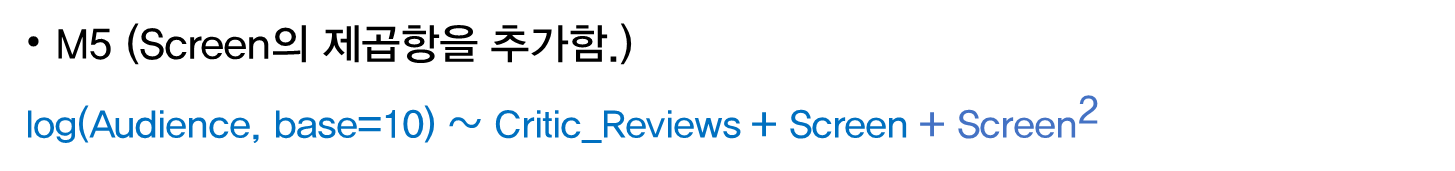 • M5 (Screen의 제곱항을 추가함.)
log(Audience, base=10) ~ Critic_Reviews + Screen + Screen²